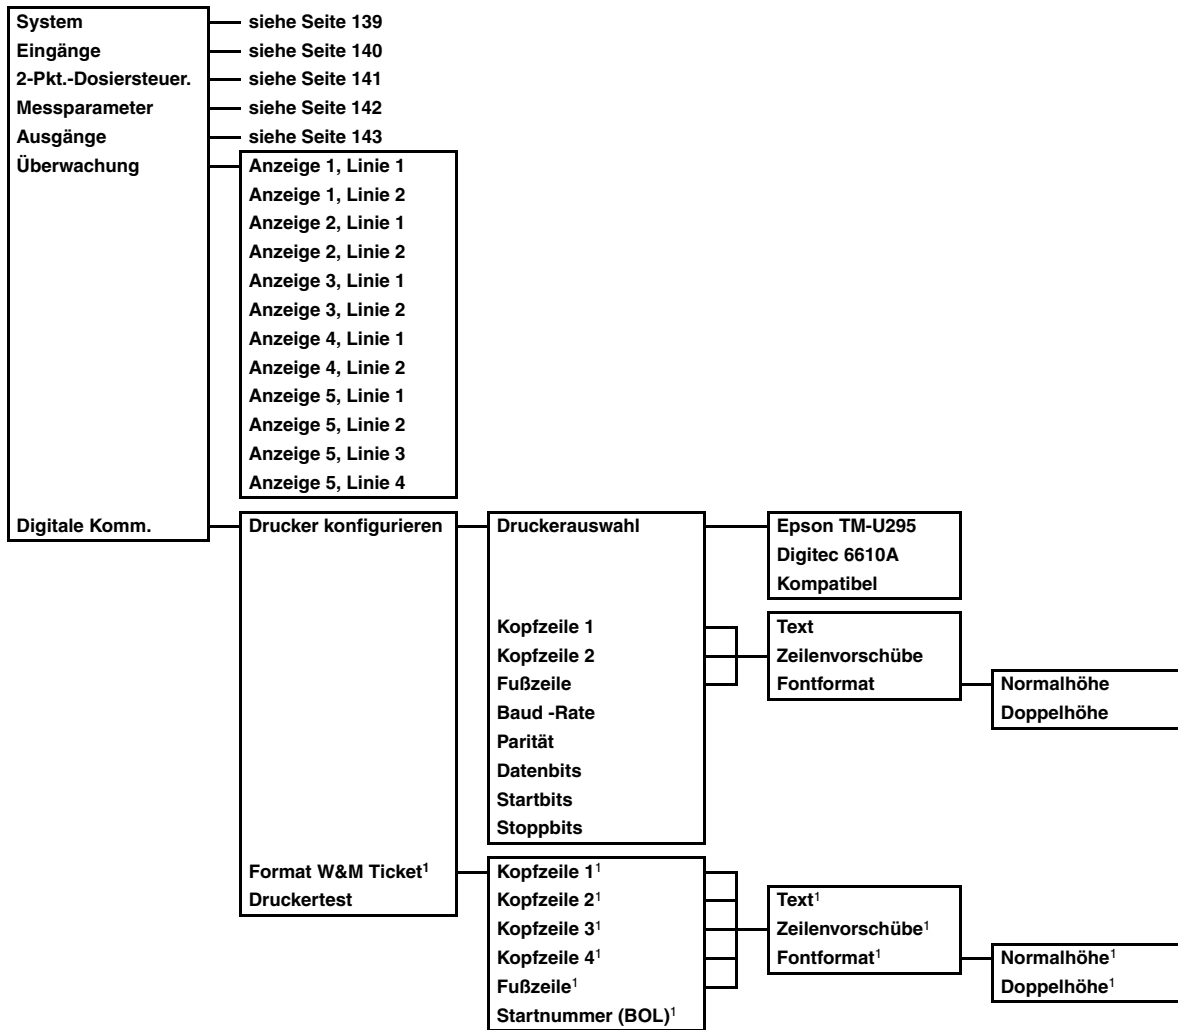 System siehe Seite 139
Eingänge siehe Seite 140
2-Pkt.-Dosiersteuer. siehe Seite 141
Messparameter siehe Seite 142
Ausgänge siehe Seite 143
Überwachung Anzeige 1, Linie 1
Anzeige 1, Linie 2
Anzeige 2, Linie 1
Anzeige 2, Linie 2
Anzeige 3, Linie 1
Anzeige 3, Linie 2
Anzeige 4, Linie 1
Anzeige 4, Linie 2
Anzeige 5, Linie 1
Anzeige 5, Linie 2
Anzeige 5, Linie 3
Anzeige 5, Linie 4
Digitale Komm. Drucker konfigurieren Druckerauswahl Epson TM-U295
Digitec 6610A
Kompatibel
Kopfzeile 1 Text
Kopfzeile 2 Zeilenvorschübe
Fußzeile Fontformat Normalhöhe
Baud -Rate Doppelhöhe
Parität
Datenbits
Startbits
Stoppbits
Format W&M Ticket¹ Kopfzeile 1¹
Druckertest Kopfzeile 2¹ Text¹
Kopfzeile 3¹ Zeilenvorschübe¹
Kopfzeile 4¹ Fontformat¹ Normalhöhe¹
Fußzeile¹ Doppelhöhe¹
Startnummer (BOL)¹